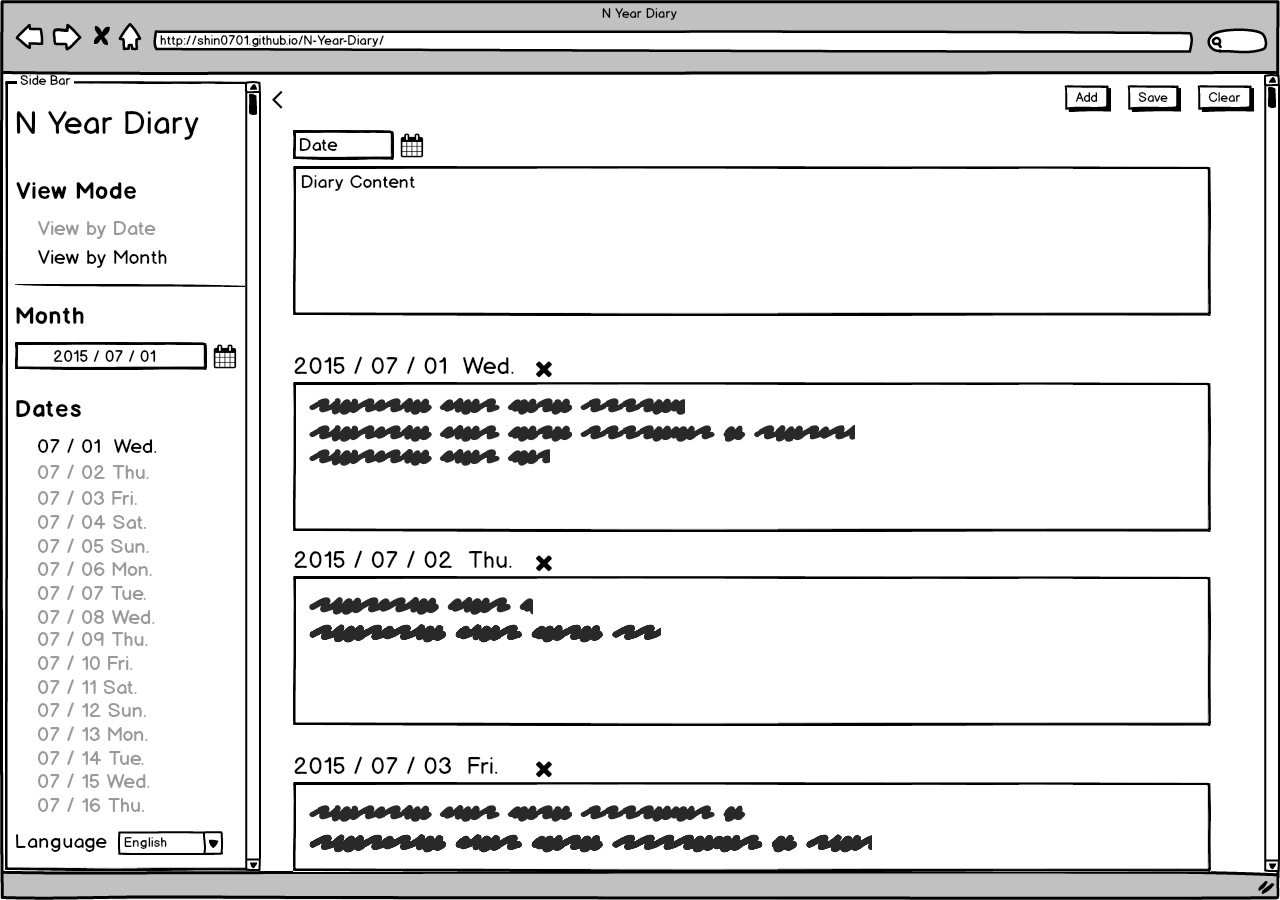 N Year Diary
http://shin0701.github.io/N-Year-Diary/
Side Bar
N Year Diary
View Mode
View by Date
View by Month
Month
2015 / 07 / 01
Dates
07 / 01 Wed.
07 / 02 Thu.
07 / 03 Fri.
07 / 04 Sat.
07 / 05 Sun.
07 / 06 Mon.
07 / 07 Tue.
07 / 08 Wed.
07 / 09 Thu.
07 / 10 Fri.
07 / 11 Sat.
07 / 12 Sun.
07 / 13 Mon.
07 / 14 Tue.
07 / 15 Wed.
07 / 16 Thu.
Language English
Add Save Clear
Date
Diary Content
2015 / 07 / 01 Wed.
2015 / 07 / 02 Thu.
2015 / 07 / 03 Fri.